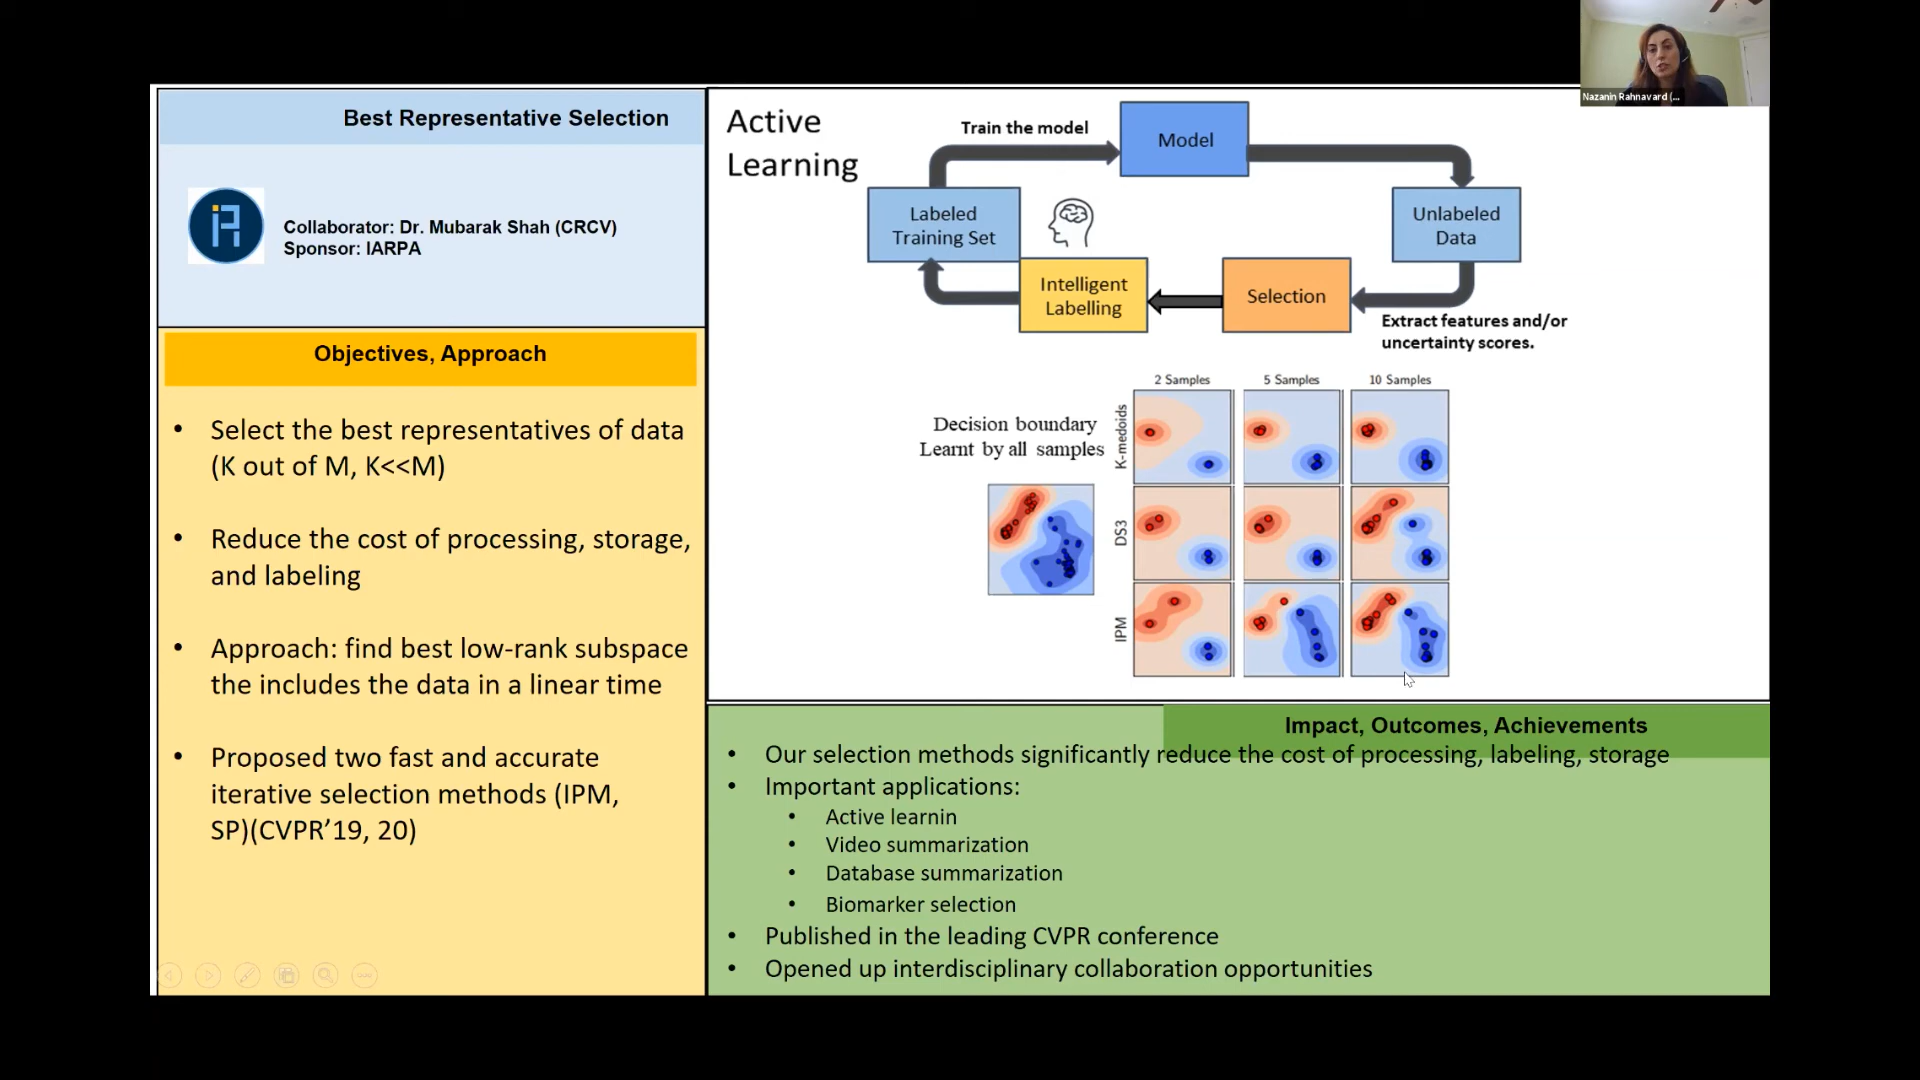 Best Representative Selection
Collaborator: Dr. Mubarak Shah (CRCV)
Sponsor: IARPA
Objectives, Approach
• Select the best representatives of data
(K out of M, K<<M)
• Reduce the cost of processing, storage,
and labeling
• Approach: find best low-rank subspace
the includes the data in a linear time
• Proposed two fast and accurate
iterative selection methods (IPM,
SP)(CVPR’19, 20)
Active
Learning
Train the model
Model
Labeled
Training Set
Unlabeled
Data
Intelligent
Labelling
Selection
Extract features and/or
uncertainty scores.
Decision boundary
Learnt by all samples
2 Samples
5 Samples
10 Samples
K-medoids
DS3
IPM
Impact, Outcomes, Achievements
• Our selection methods significantly reduce the cost of processing, labeling, storage
• Important applications:
• Active learnin
• Video summarization
• Database summarization
• Biomarker selection
• Published in the leading CVPR conference
• Opened up interdisciplinary collaboration opportunities
Nazanin Rahnavard (...